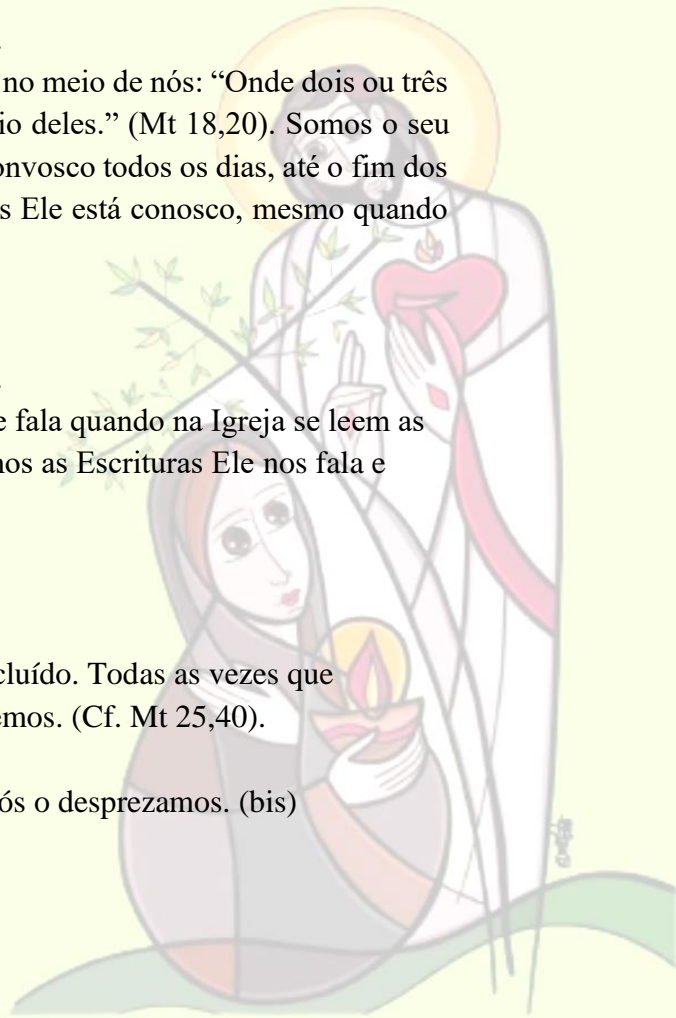 no meio de nós: “Onde dois ou três
io deles.” (Mt 18,20). Somos o seu
onvosco todos os dias, até o fim dos
s Ele está conosco, mesmo quando
e fala quando na Igreja se leem as
nos as Escrituras Ele nos fala e
cluído. Todas as vezes que
emos. (Cf. Mt 25,40).
ós o desprezamos. (bis)